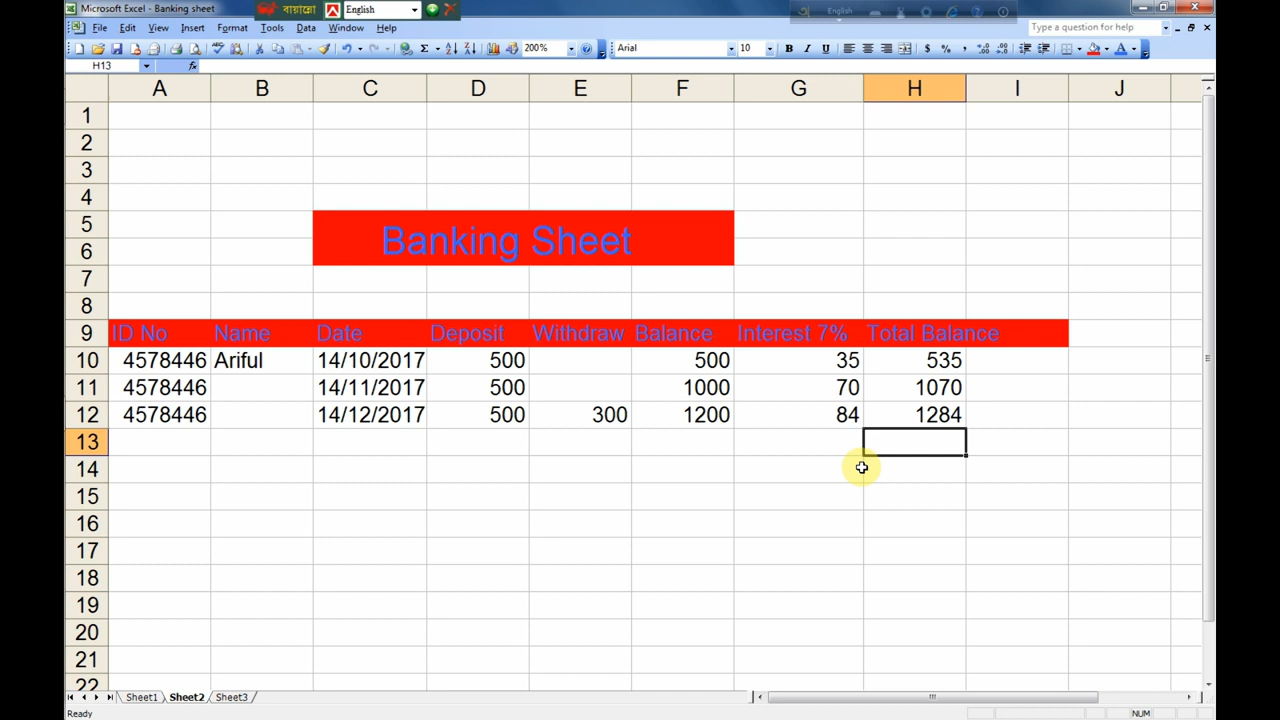 Microsoft Excel - Banking sheet
বায়ান্নো English
English
File Edit View Insert Format Tools Data Window Help
Type a question for help
200% Arial 10 B I U $ % ,
H13 fx
A B C D E F G H I J
1
2
3
4
5
6
Banking Sheet
7
8
9 ID No Name Date Deposit Withdraw Balance Interest 7% Total Balance
10 4578446 Ariful 14/10/2017 500 500 35 535
11 4578446 14/11/2017 500 1000 70 1070
12 4578446 14/12/2017 500 300 1200 84 1284
13
14
15
16
17
18
19
20
21
22
Sheet1 Sheet2 Sheet3
Ready NUM